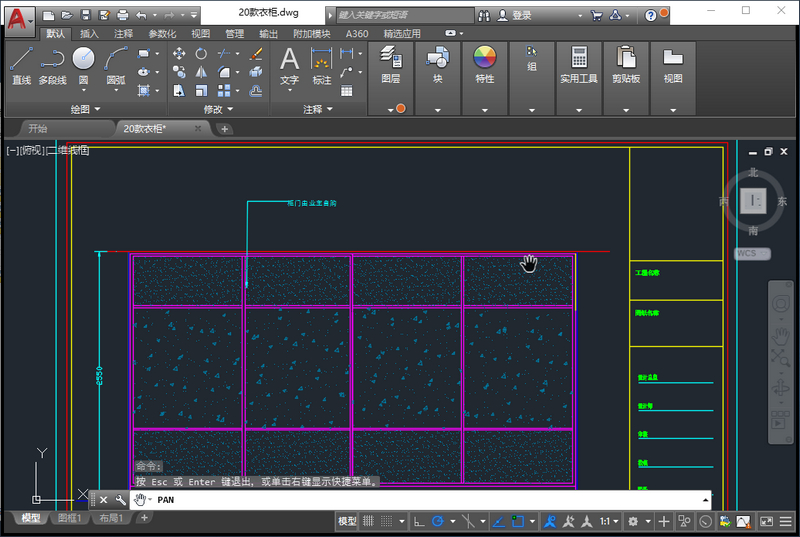 20款衣柜.dwg
键入关键字或短语
登录
默认 插入 注释 参数化 视图 管理 输出 附加模块 A360 精选应用
直线 多段线 圆 圆弧
文字 标注
图层 块 特性 组 实用工具 剪贴板 视图
绘图 修改 注释
开始 20款衣柜*
[−][俯视][二维线框]
北
西 上 东
南
WCS
柜门由业主自购
工程名称
图纸名称
2550
设计总监
设计师
Y
X
命令:
按 Esc 或 Enter 键退出，或单击右键显示快捷菜单。
PAN
模型 图框1 布局1
模型 1:1